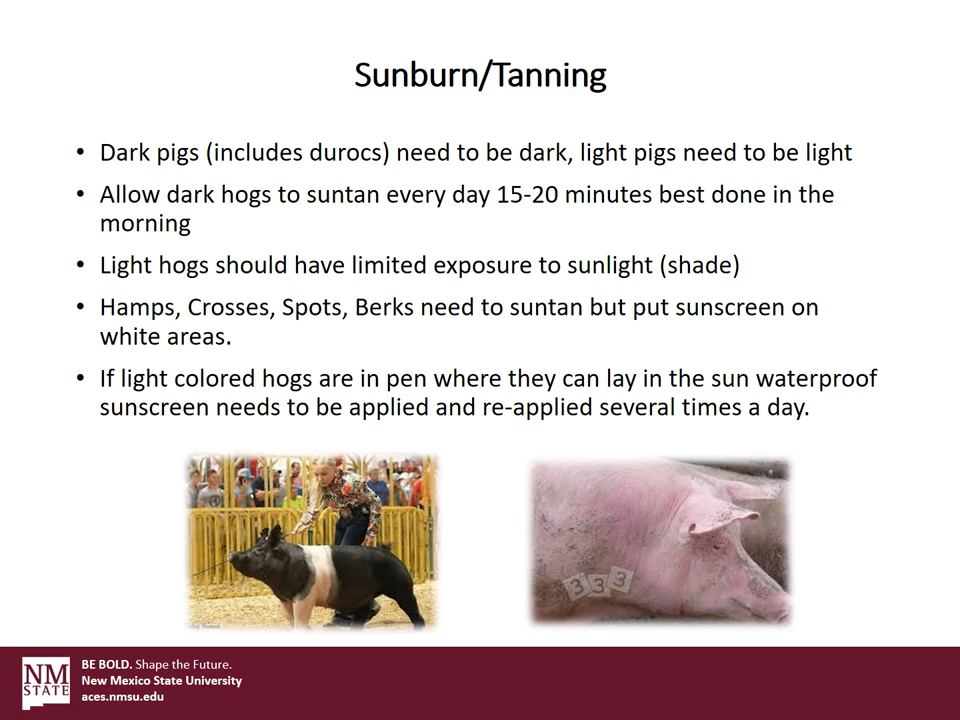 Sunburn/Tanning
• Dark pigs (includes durocs) need to be dark, light pigs need to be light
• Allow dark hogs to suntan every day 15-20 minutes best done in the
morning
• Light hogs should have limited exposure to sunlight (shade)
• Hamps, Crosses, Spots, Berks need to suntan but put sunscreen on
white areas.
• If light colored hogs are in pen where they can lay in the sun waterproof
sunscreen needs to be applied and re-applied several times a day.
3 3 3
NM
STATE
BE BOLD. Shape the Future.
New Mexico State University
aces.nmsu.edu